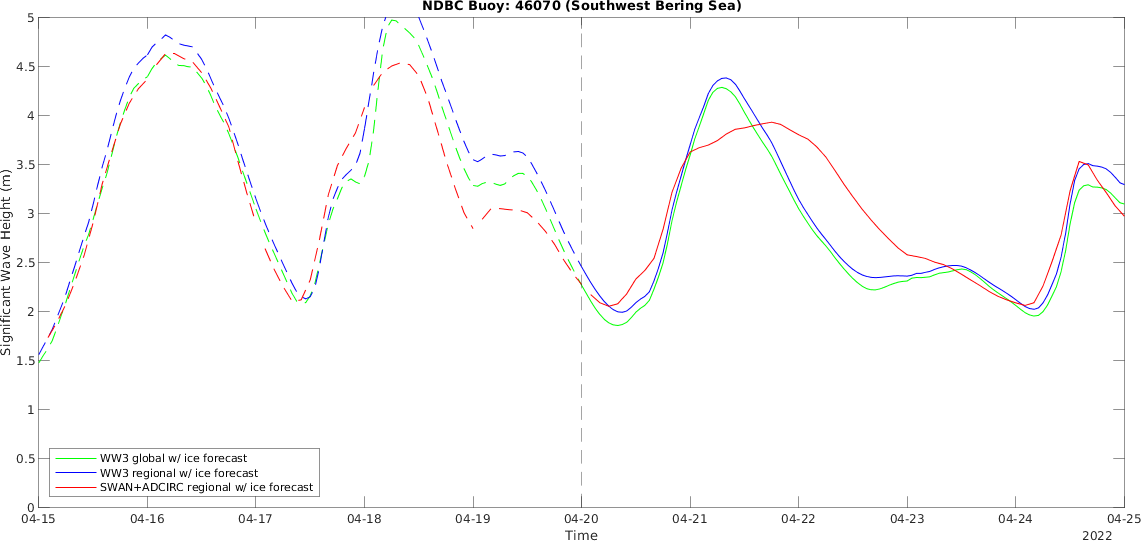 NDBC Buoy: 46070 (Southwest Bering Sea)
Significant Wave Height (m)
5
4.5
4
3.5
3
2.5
2
1.5
1
0.5
0
WW3 global w/ ice forecast
WW3 regional w/ ice forecast
SWAN+ADCIRC regional w/ ice forecast
04-15 04-16 04-17 04-18 04-19 04-20 04-21 04-22 04-23 04-24 04-25
Time
2022